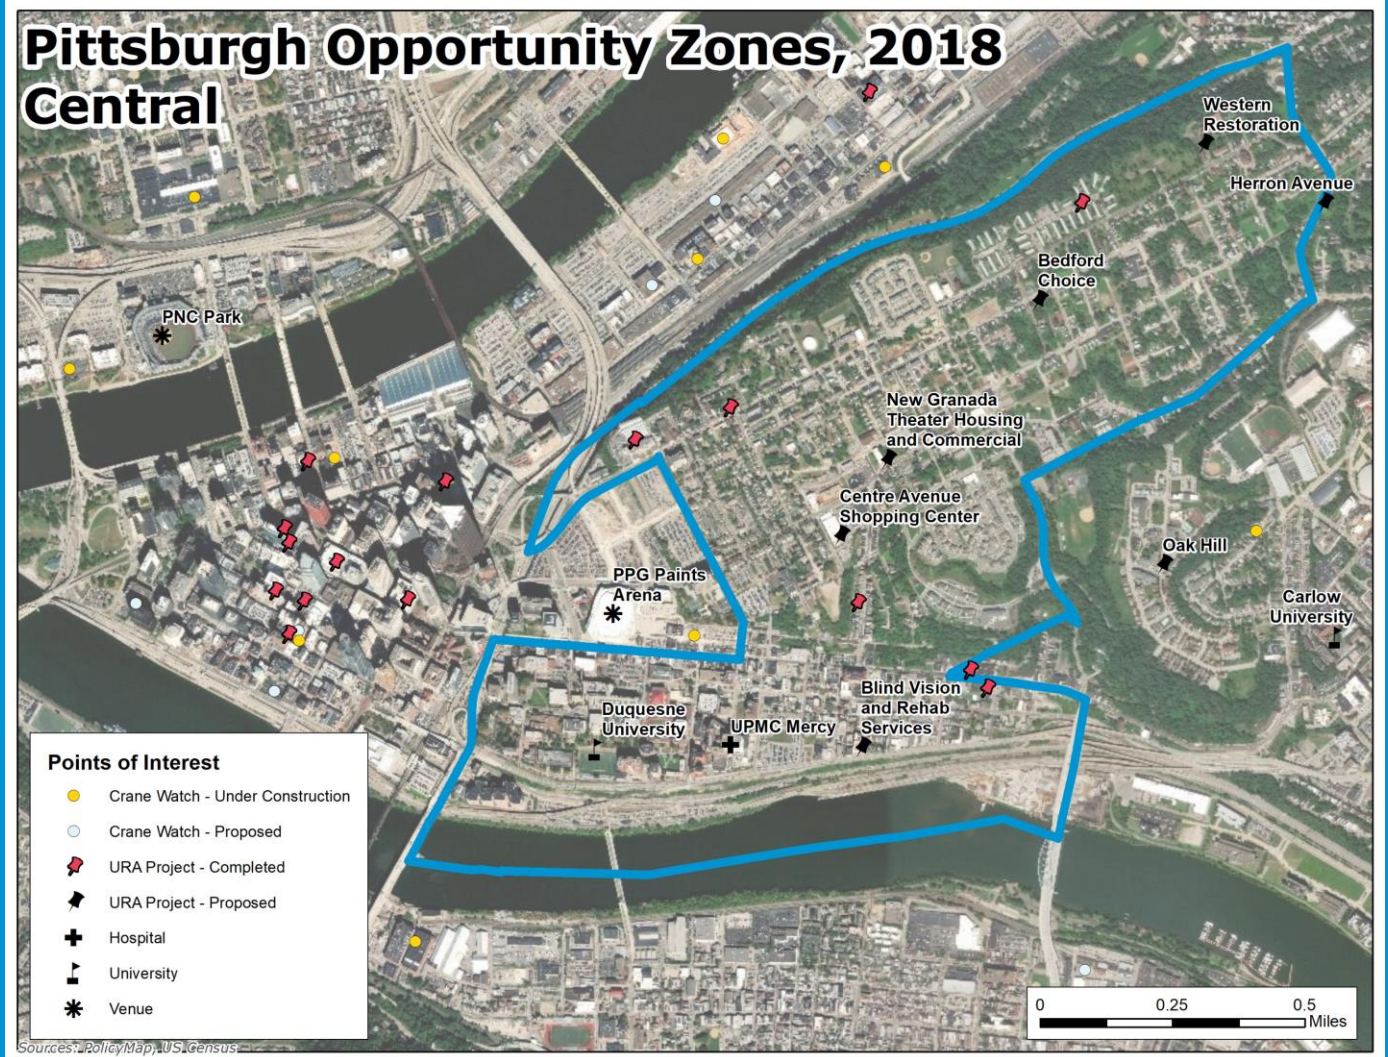 Pittsburgh Opportunity Zones, 2018
Central
Western
Restoration
Herron Avenue
Bedford
Choice
PNC Park
New Granada
Theater Housing
and Commercial
Centre Avenue
Shopping Center
Oak Hill
PPG Paints
Arena
Carlow
University
Blind Vision
and Rehab
Services
Duquesne
University
UPMC Mercy
Points of Interest
Crane Watch - Under Construction
Crane Watch - Proposed
URA Project - Completed
URA Project - Proposed
Hospital
University
Venue
0 0.25 0.5
Miles
Sources: PolicyMap, US Census